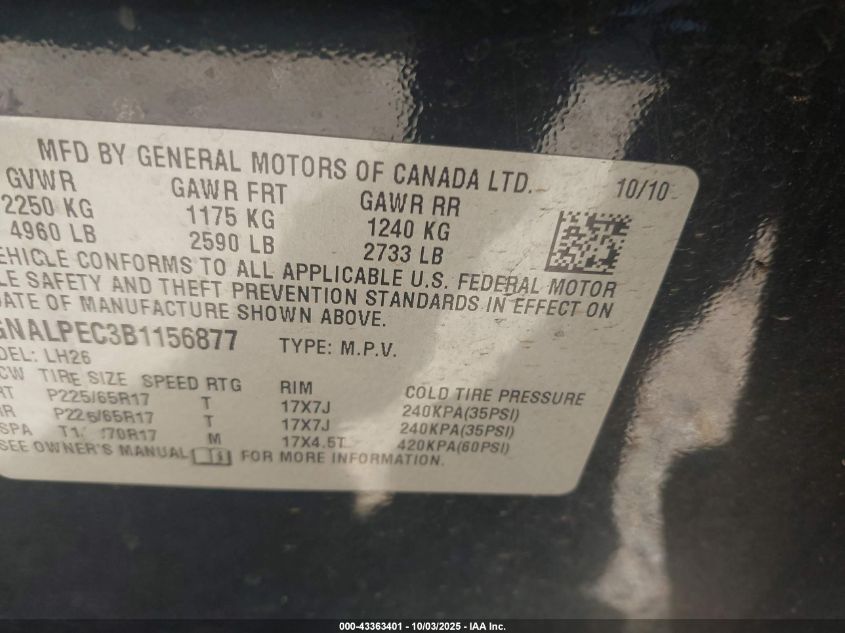 MFD BY GENERAL MOTORS OF CANADA LTD. 10/10
GVWR GAWR FRT GAWR RR
2250 KG 1175 KG 1240 KG
4960 LB 2590 LB 2733 LB
EHICLE CONFORMS TO ALL APPLICABLE U.S. FEDERAL MOTOR
LE SAFETY AND THEFT PREVENTION STANDARDS IN EFFECT ON
DATE OF MANUFACTURE SHOWN ABOVE.
GNALPEC3B1156877 TYPE: M.P.V.
DEL: LH26
CW TIRE SIZE SPEED RTG RIM COLD TIRE PRESSURE
RT P225/65R17 T 17X7J 240KPA(35PSI)
RR P225/65R17 T 17X7J 240KPA(35PSI)
SPA 70R17 M 17X4.5T 420KPA(60PSI)
SEE OWNER'S MANUAL FOR MORE INFORMATION.
000-43363401 - 10/03/2025 - IAA Inc.